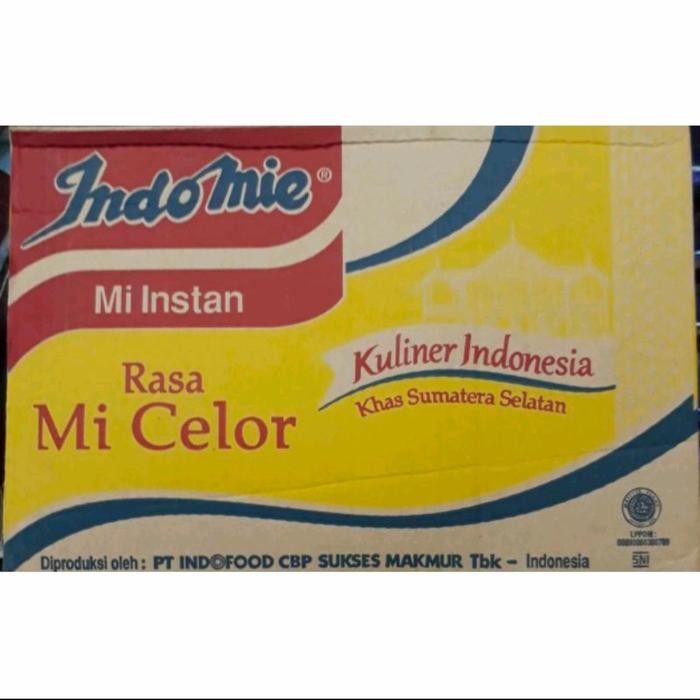 Indomie®
Mi Instan
Rasa
Mi Celor
Kuliner Indonesia
Khas Sumatera Selatan
LPPOM :
Diproduksi oleh : PT INDOFOOD CBP SUKSES MAKMUR Tbk – Indonesia
SNI